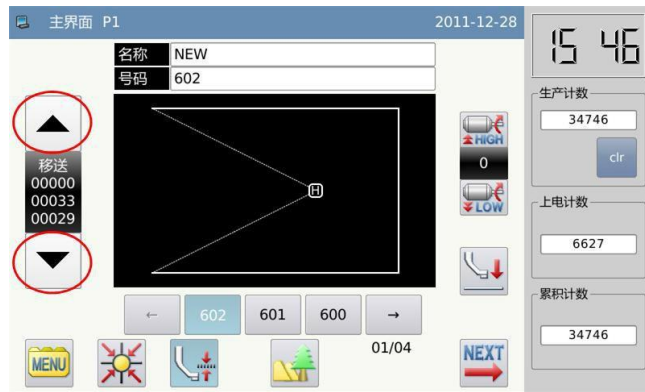 主界面 P1
2011-12-28
15 46
名称 NEW
号码 602
移送
00000
00033
00029
H
HIGH
0
LOW
生产计数
34746
clr
上电计数
6627
累积计数
34746
← 602 601 600 →
01/04
MENU
NEXT